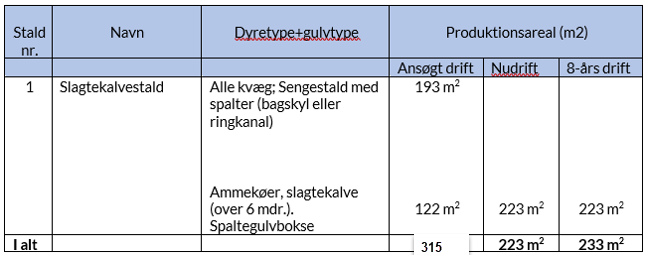 Stald nr. Navn Dyretype+gulvtype Produktionsareal (m2)
Ansøgt drift Nudrift 8-års drift
1 Slagtekalvestald Alle kvæg; Sengestald med 193 m²
spalter (bagskyl eller
ringkanal)
Ammekøer, slagtekalve
(over 6 mdr.). 122 m² 223 m² 223 m²
Spaltegulvbokse
I alt 315 223 m² 233 m²